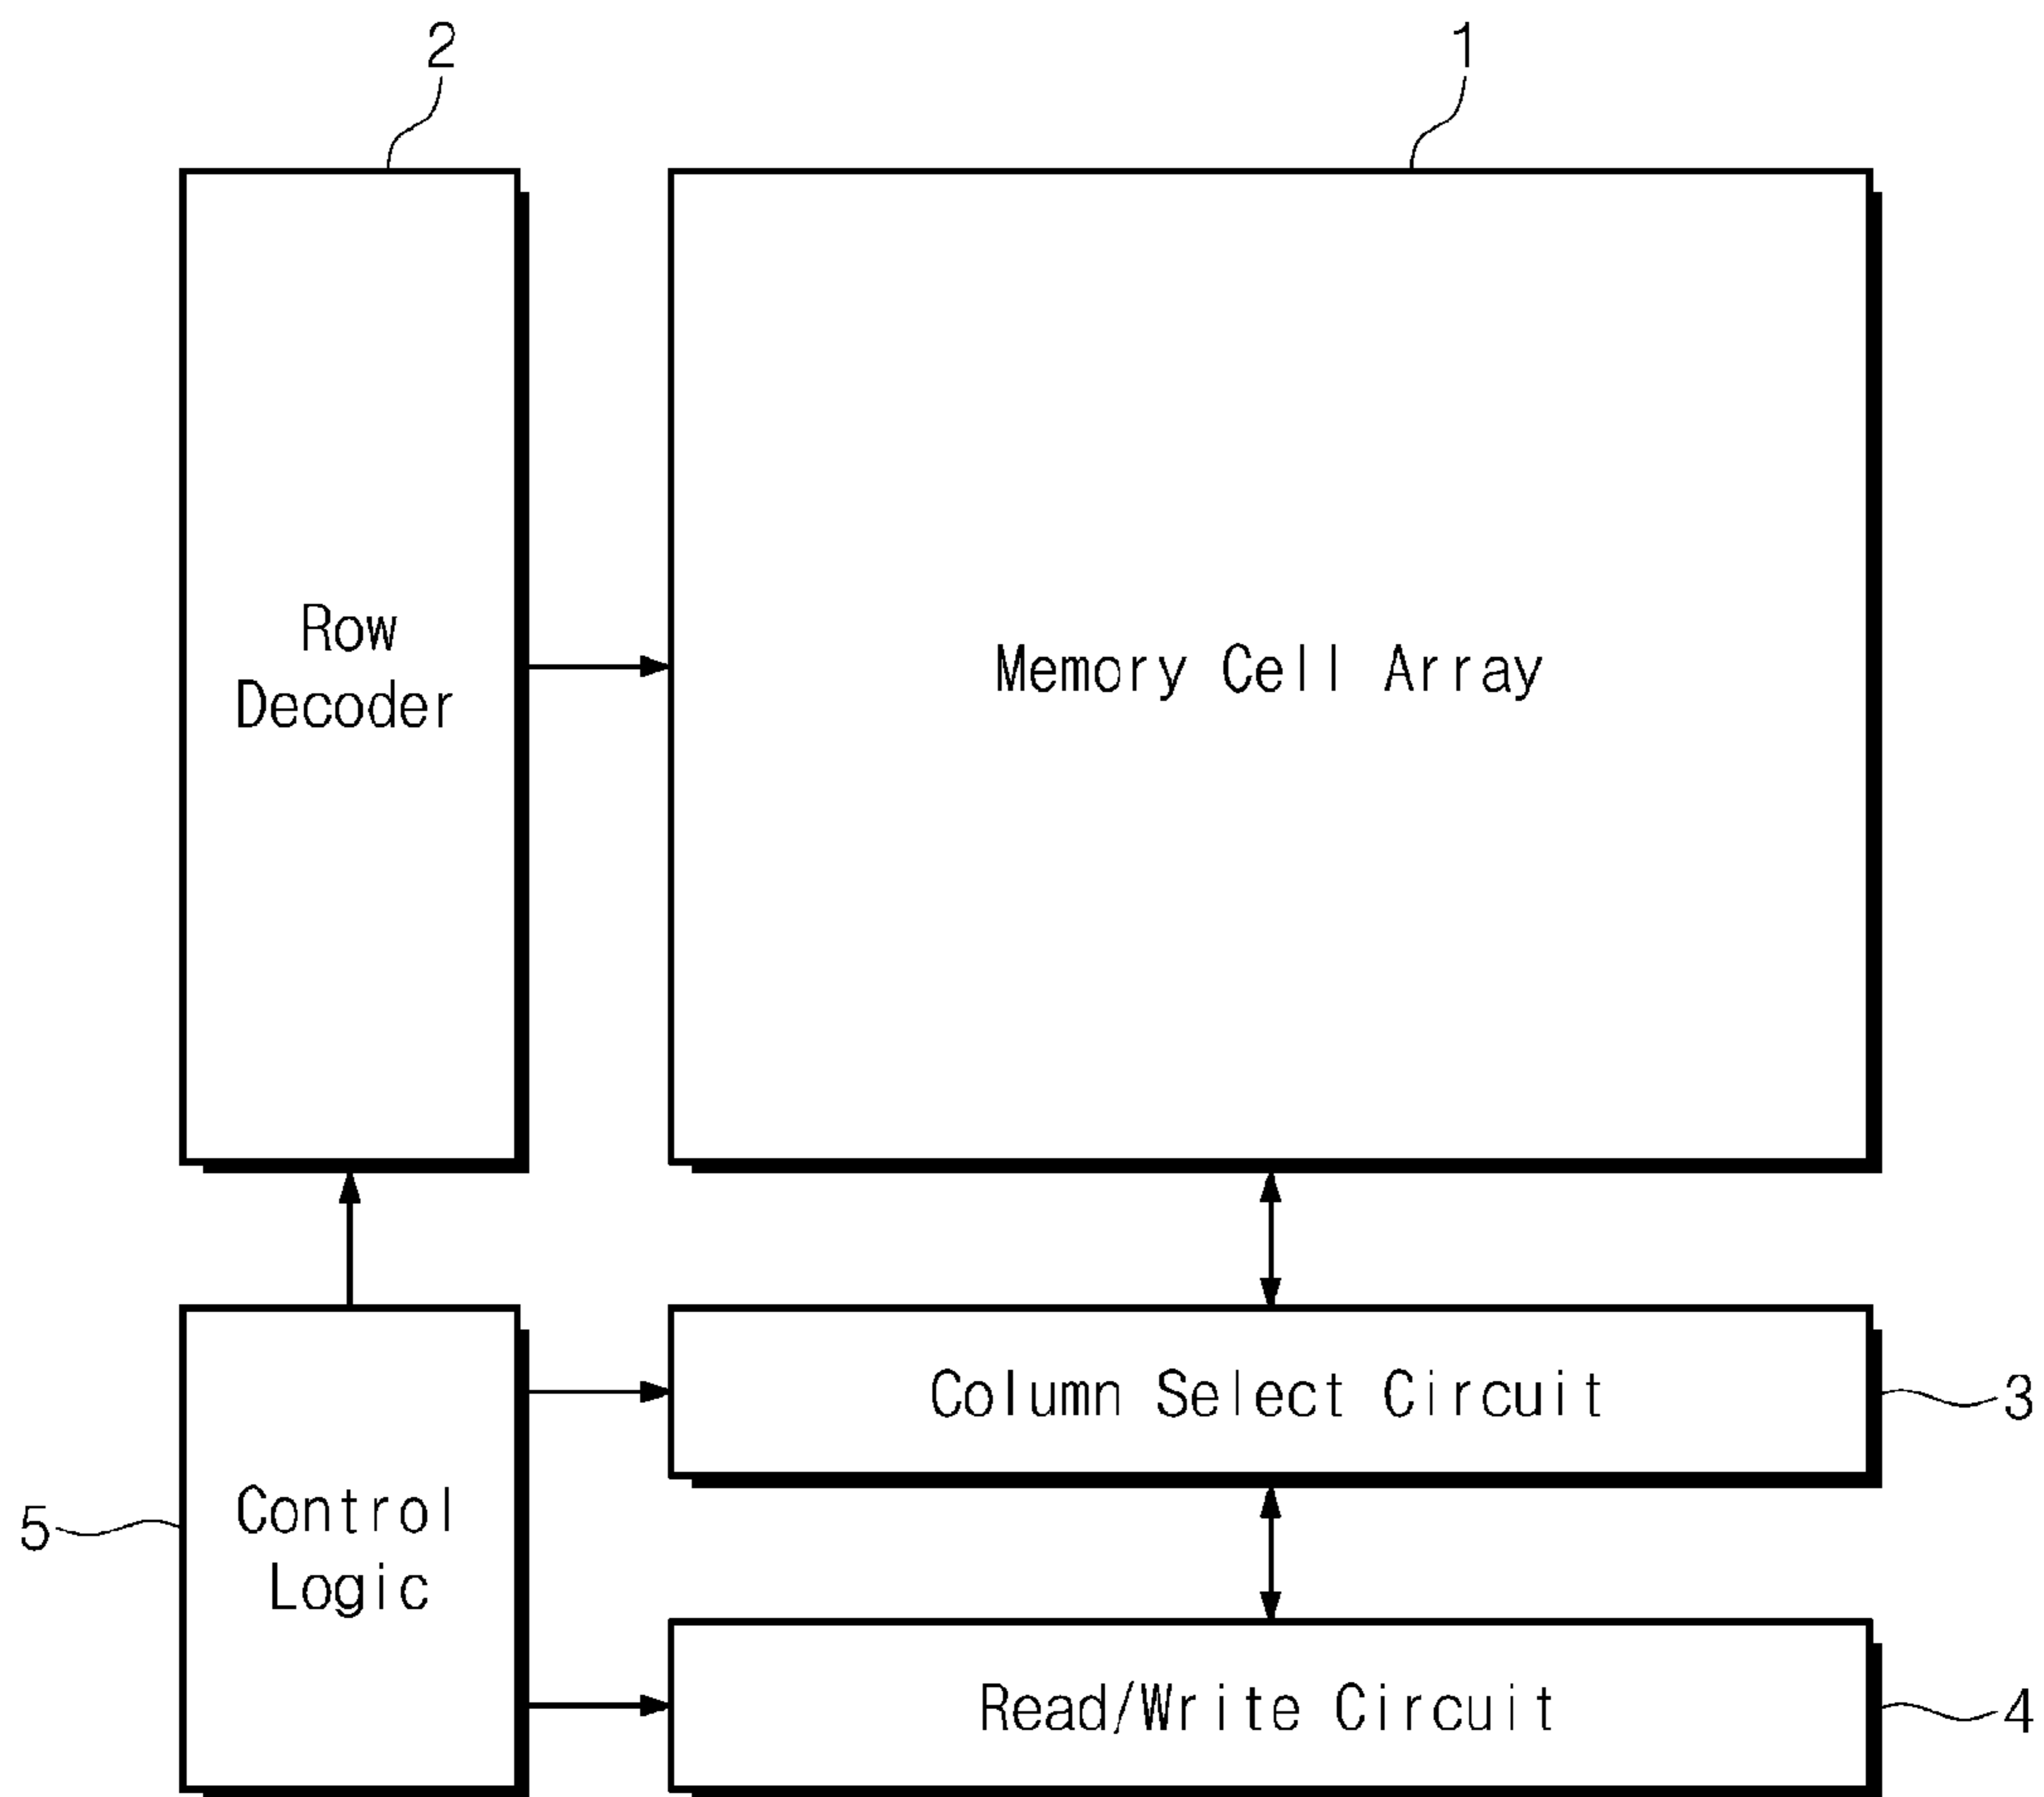 2
1
Row
Decoder
Memory Cell Array
Column Select Circuit
3
5
Control
Logic
Read/Write Circuit
4